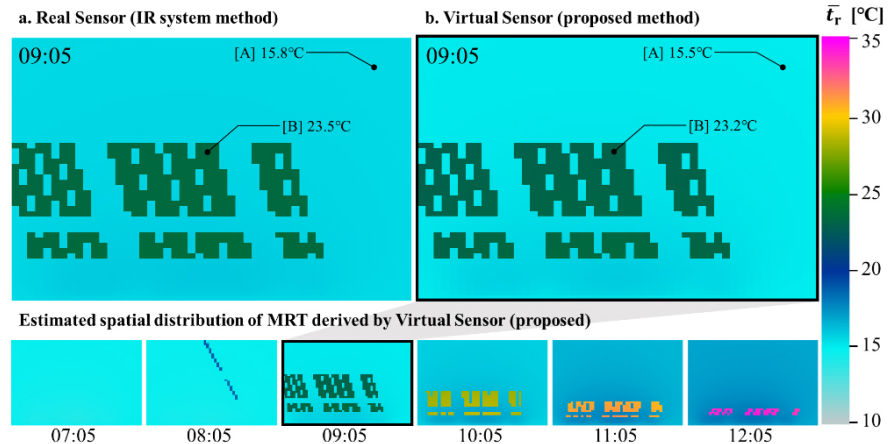 a. Real Sensor (IR system method)
b. Virtual Sensor (proposed method)
t̅r [°C]
09:05
[A] 15.8℃
[B] 23.5℃
09:05
[A] 15.5℃
[B] 23.2℃
35
30
25
20
15
10
Estimated spatial distribution of MRT derived by Virtual Sensor (proposed)
07:05
08:05
09:05
10:05
11:05
12:05